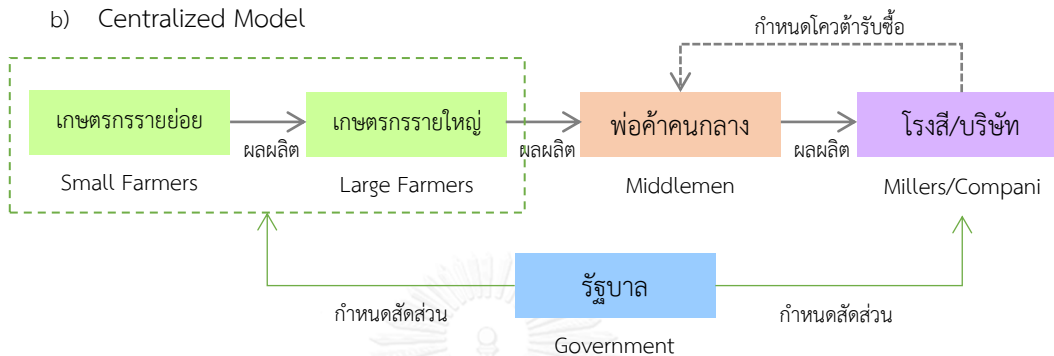 b) Centralized Model
กำหนดโควต้ารับซื้อ
เกษตรกรรายย่อย
เกษตรกรรายใหญ่
พ่อค้าคนกลาง
โรงสี/บริษัท
ผลผลิต
ผลผลิต
ผลผลิต
Small Farmers
Large Farmers
Middlemen
Millers/Compani
รัฐบาล
กำหนดสัดส่วน
กำหนดสัดส่วน
Government